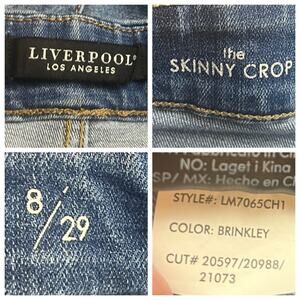 LIVERPOOL®
LOS ANGELES
the
SKINNY CROP
8/29
NO: Laget i Kina
SP/ MX: Hecho en
STYLE#: LM7065CH1
COLOR: BRINKLEY
CUT# 20597/20988/
21073